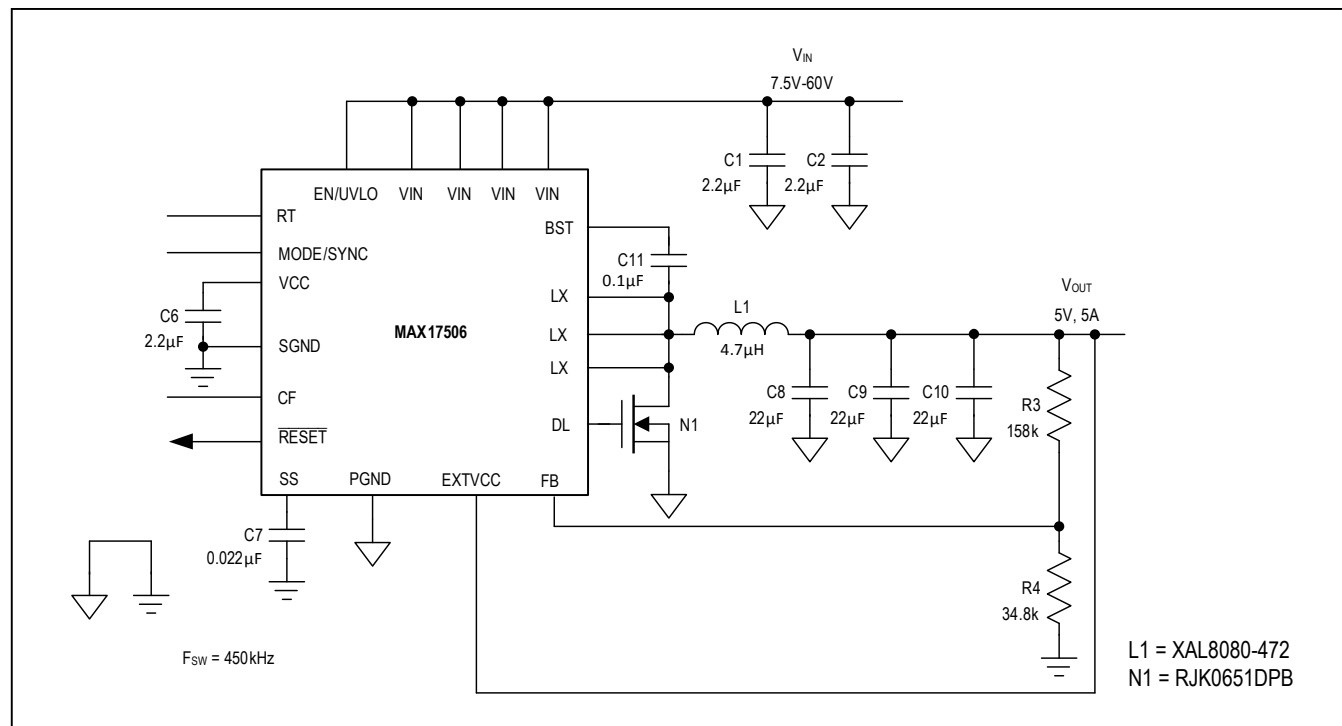 VIN
7.5V-60V
C1
2.2µF
C2
2.2µF
EN/UVLO VIN VIN VIN VIN
RT
BST
MODE/SYNC
C11
0.1µF
VCC
LX
VOUT
5V, 5A
C6
2.2µF
MAX17506
LX
L1
4.7µH
SGND
LX
C8
22µF
C9
22µF
C10
22µF
R3
158k
CF
DL
N1
RESET
SS PGND EXTVCC FB
C7
0.022µF
R4
34.8k
FSW = 450kHz
L1 = XAL8080-472
N1 = RJK0651DPB